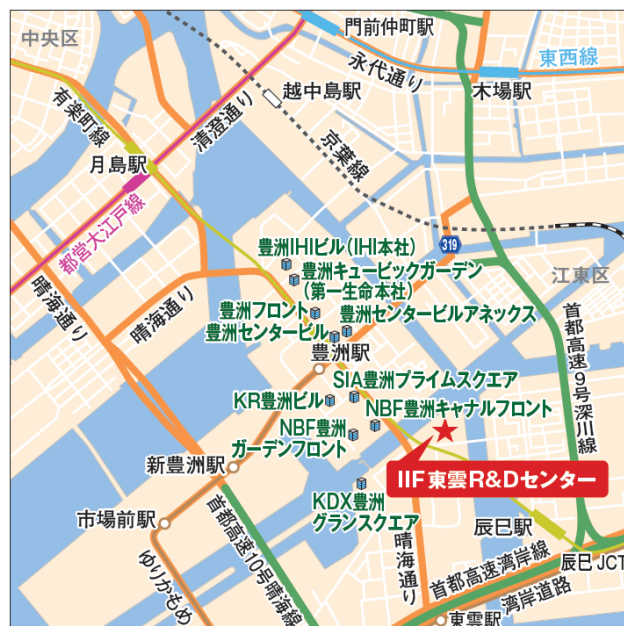 中央区
門前仲町駅
永代通り
東西線
越中島駅
木場駅
有楽町線
清澄通り
月島駅
京葉線
都営大江戸線
319
江東区
豊洲IHIビル(IHI本社)
豊洲キュービックガーデン
(第一生命本社)
晴海通り
晴海通り
豊洲フロント
豊洲センタービルアネックス
豊洲センタービル
首都高速9号深川線
豊洲駅
SIA豊洲プライムスクエア
KR豊洲ビル
NBF豊洲キャナルフロント
NBF豊洲
ガーデンフロント
新豊洲駅
IIF東雲R&Dセンター
KDX豊洲
グランスクエア
市場前駅
首都高速10号晴海線
晴海通り
辰巳駅
ゆりかもめ
首都高速湾岸線
辰巳JCT
湾岸道路
東雲駅